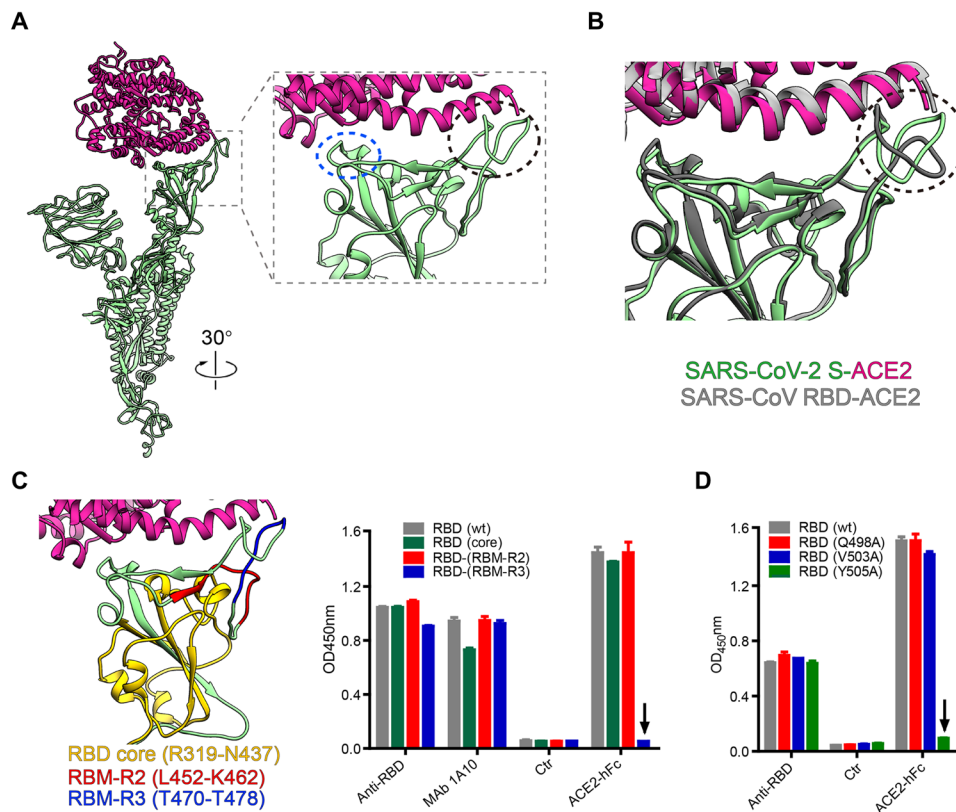 A
B
30°
SARS-CoV-2 S-ACE2
SARS-CoV RBD-ACE2
C
RBD core (R319-N437)
RBM-R2 (L452-K462)
RBM-R3 (T470-T478)
RBD (wt)
RBD (core)
RBD-(RBM-R2)
RBD-(RBM-R3)
OD450nm
1.6
1.2
0.8
0.4
0.0
Anti-RBD
MAb 1A10
Ctr
ACE2-hFc
D
RBD (wt)
RBD (Q498A)
RBD (V503A)
RBD (Y505A)
OD450nm
1.6
1.2
0.8
0.4
0.0
Anti-RBD
Ctr
ACE2-hFc